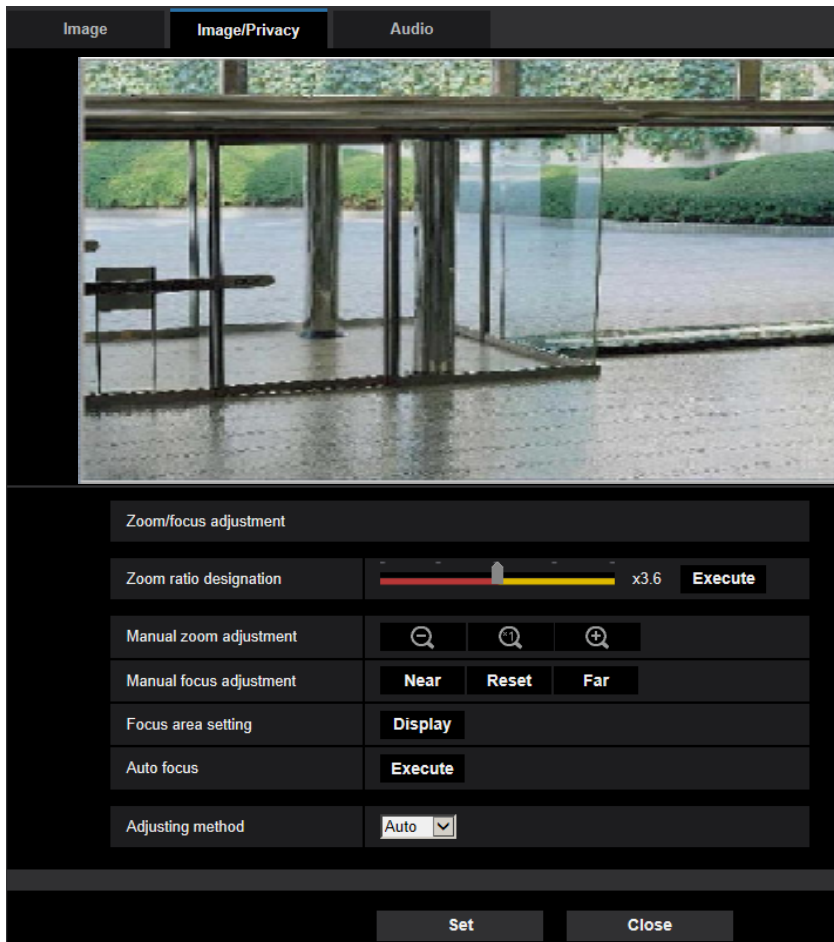 Image Image/Privacy Audio
Zoom/focus adjustment
Zoom ratio designation x3.6 Execute
Manual zoom adjustment ×1
Manual focus adjustment Near Reset Far
Focus area setting Display
Auto focus Execute
Adjusting method Auto
Set Close